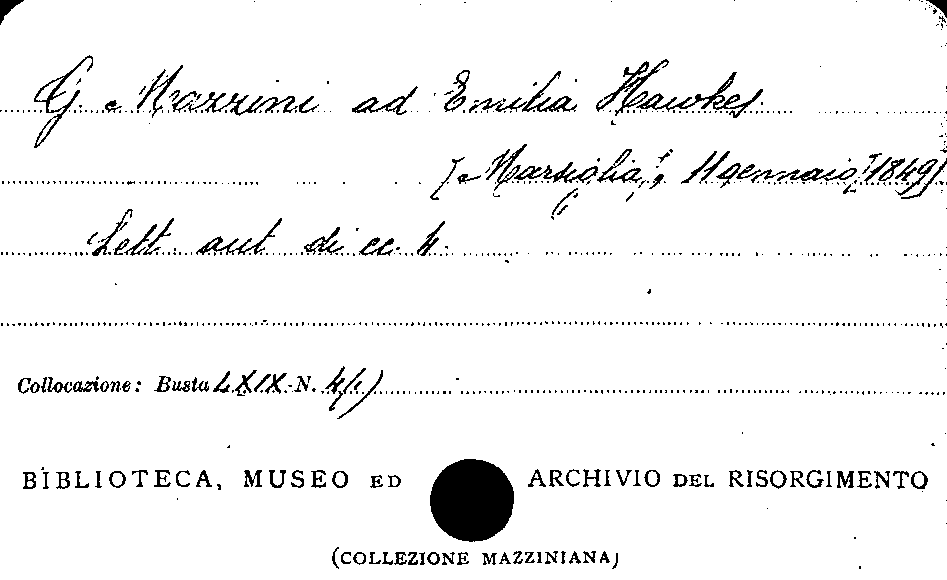 G. Mazzini ad Emilia Hawkes.
[Marsiglia], 11 gennaio [1849]
Lett. aut. di cc. 4.
Collocazione: Busta LXIX N. 4/1)
BIBLIOTECA, MUSEO ED ARCHIVIO DEL RISORGIMENTO
(COLLEZIONE MAZZINIANA)